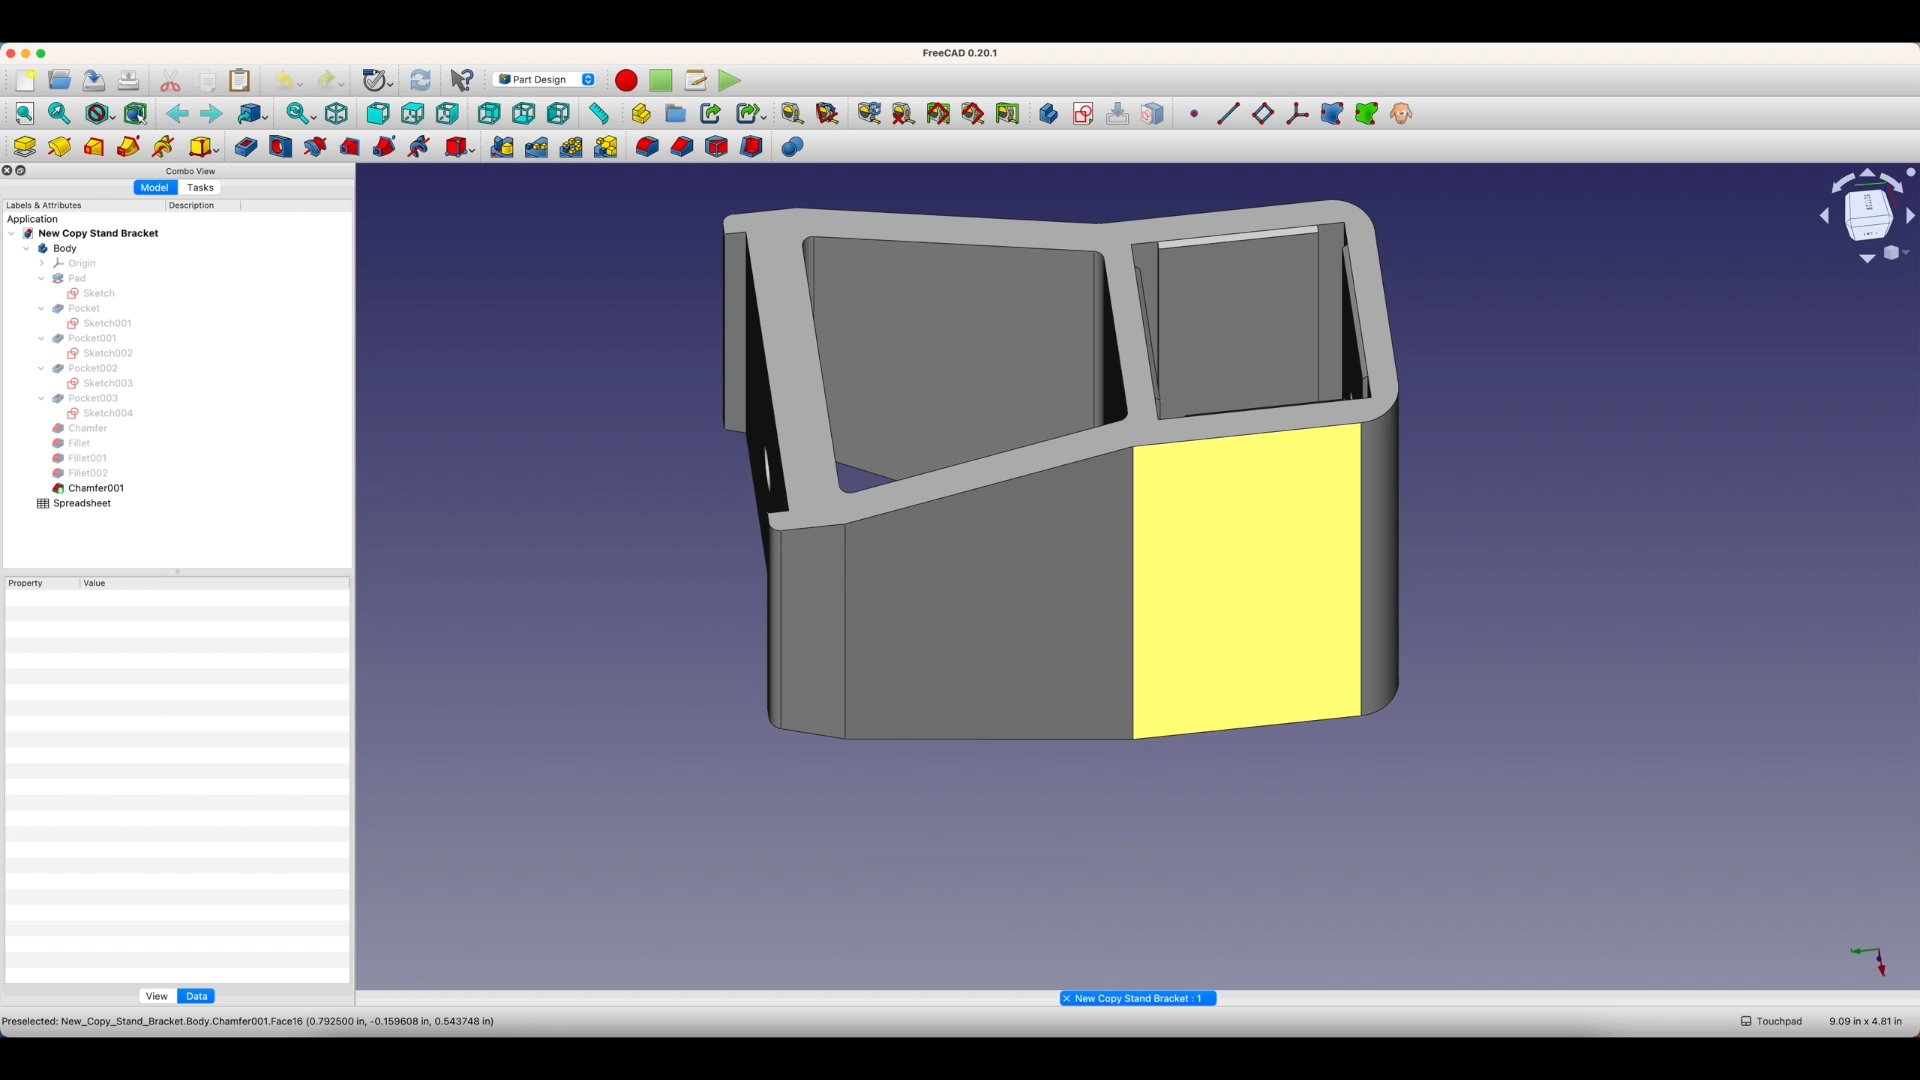 FreeCAD 0.20.1
Part Design
Combo View
Model Tasks
Labels & Attributes Description
Application
New Copy Stand Bracket
Body
Origin
Pad
Sketch
Pocket
Sketch001
Pocket001
Sketch002
Pocket002
Sketch003
Pocket003
Sketch004
Chamfer
Fillet
Fillet001
Fillet002
Chamfer001
Spreadsheet
Property Value
View Data
New Copy Stand Bracket : 1
Preselected: New_Copy_Stand_Bracket.Body.Chamfer001.Face16 (0.792500 in, -0.159608 in, 0.543748 in)
Touchpad 9.09 in x 4.81 in